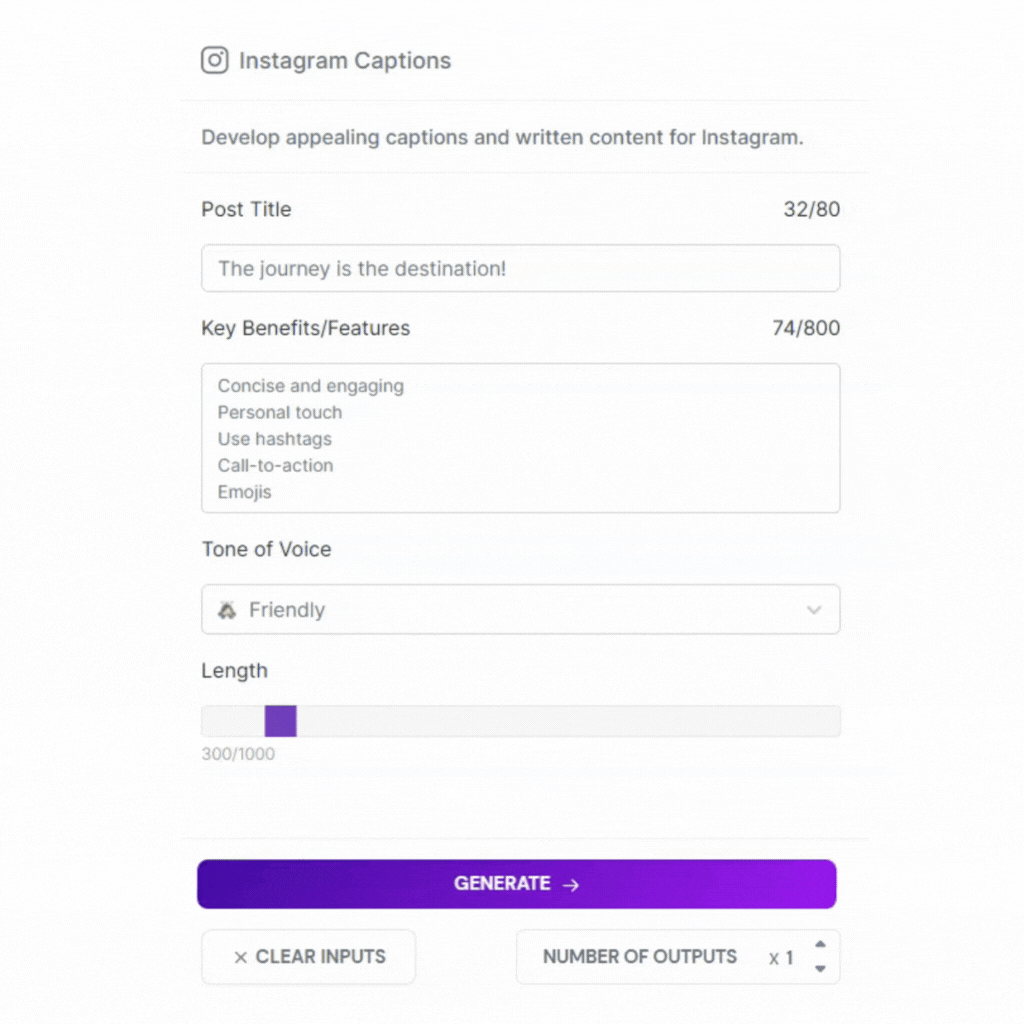 Instagram Captions
Develop appealing captions and written content for Instagram.
Post Title 32/80
The journey is the destination!
Key Benefits/Features 74/800
Concise and engaging
Personal touch
Use hashtags
Call-to-action
Emojis
Tone of Voice
Friendly
Length
300/1000
GENERATE →
× CLEAR INPUTS
NUMBER OF OUTPUTS x 1